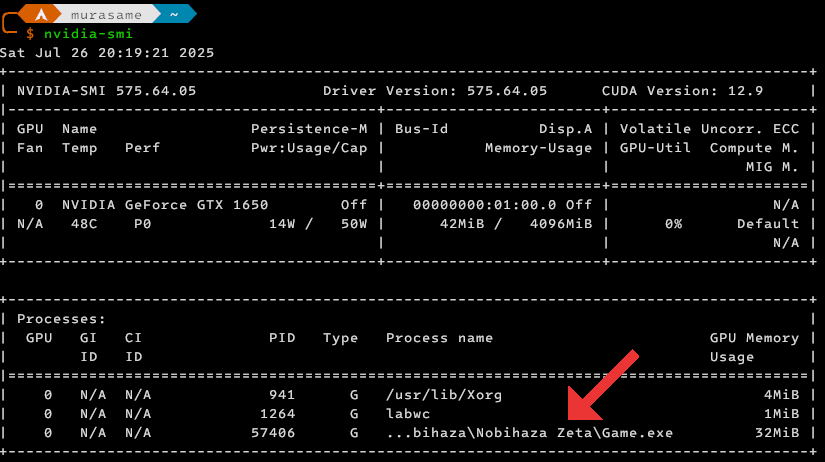 murasame ~
$ nvidia-smi
Sat Jul 26 20:19:21 2025
+-----------------------------------------------------------------------------------------+
| NVIDIA-SMI 575.64.05              Driver Version: 575.64.05      CUDA Version: 12.9     |
|-----------------------------------------+------------------------+----------------------+
| GPU  Name                 Persistence-M | Bus-Id          Disp.A | Volatile Uncorr. ECC |
| Fan  Temp   Perf          Pwr:Usage/Cap |           Memory-Usage | GPU-Util  Compute M. |
|                                         |                        |               MIG M. |
|=========================================+========================+======================|
|   0  NVIDIA GeForce GTX 1650        Off |   00000000:01:00.0 Off |                  N/A |
| N/A   48C    P0             14W /   50W |      42MiB /   4096MiB |      0%      Default |
|                                         |                        |                  N/A |
+-----------------------------------------+------------------------+----------------------+
+-----------------------------------------------------------------------------------------+
| Processes:                                                                              |
|  GPU   GI   CI              PID   Type   Process name                        GPU Memory |
|        ID   ID                                                               Usage      |
|=========================================================================================|
|    0   N/A  N/A             941      G   /usr/lib/Xorg                             4MiB |
|    0   N/A  N/A            1264      G   labwc                                     1MiB |
|    0   N/A  N/A           57406      G   ...bihaza\Nobihaza Zeta\Game.exe         32MiB |
+-----------------------------------------------------------------------------------------+